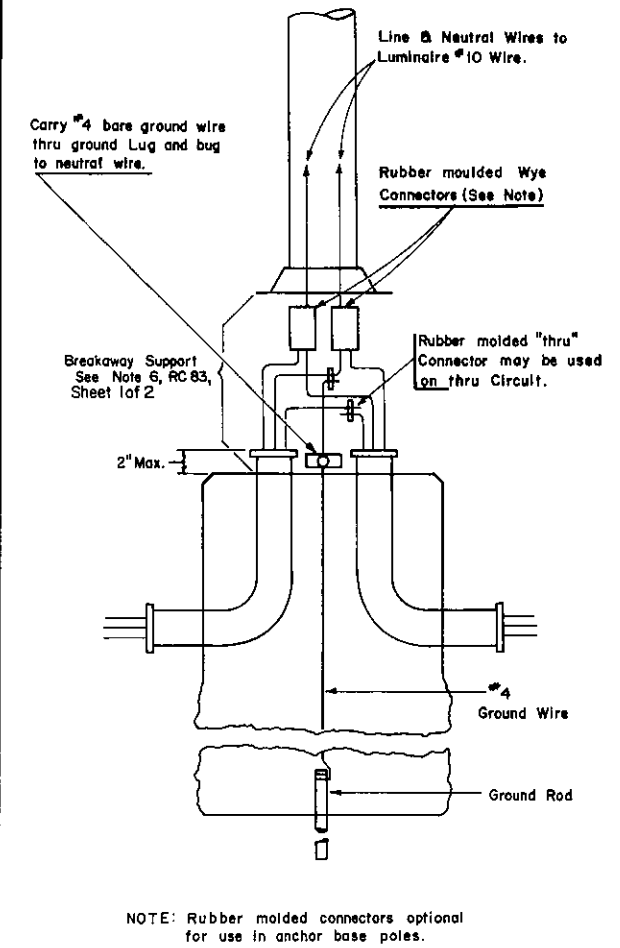 Line & Neutral Wires to
Luminaire #10 Wire.
Carry #4 bare ground wire
thru ground Lug and bug
to neutral wire.
Rubber moulded Wye
Connectors (See Note)
Rubber molded "thru"
Connector may be used
on thru Circuit.
Breakaway Support
See Note 6, RC 83,
Sheet 1 of 2
2" Max.
#4
Ground Wire
Ground Rod
NOTE: Rubber molded connectors optional
for use in anchor base poles.